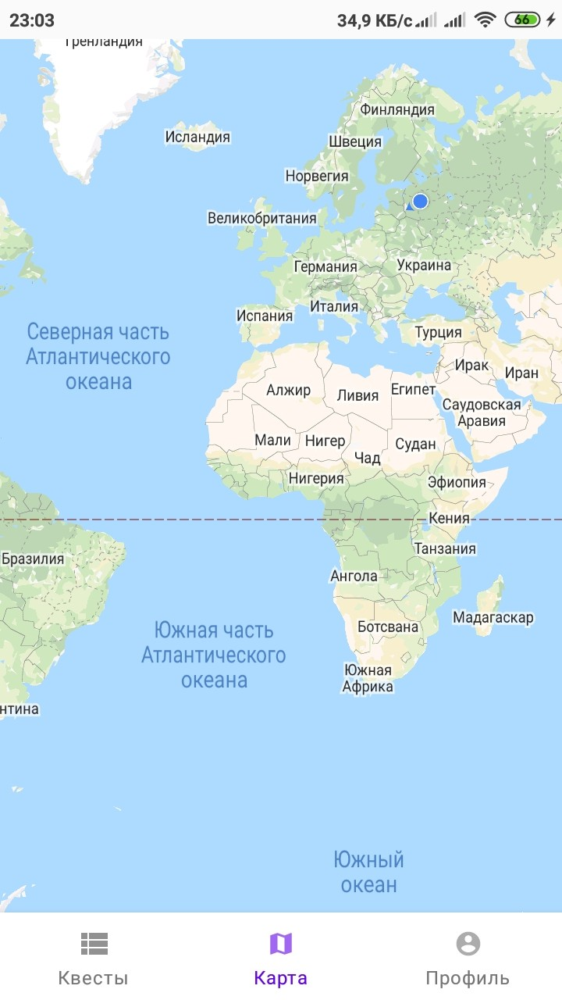 23:03 34,9 КБ/с 66
Гренландия
Финляндия
Исландия
Швеция
Норвегия
Великобритания
Германия
Украина
Италия
Испания
Северная часть
Атлантического
океана
Турция
Ирак
Иран
Алжир
Ливия
Египет
Саудовская
Аравия
Мали
Нигер
Судан
Чад
Нигерия
Эфиопия
Кения
Танзания
Бразилия
Ангола
Мадагаскар
Ботсвана
Южная часть
Атлантического
океана
Южная
Африка
нтина
Южный
океан
Квесты
Карта
Профиль